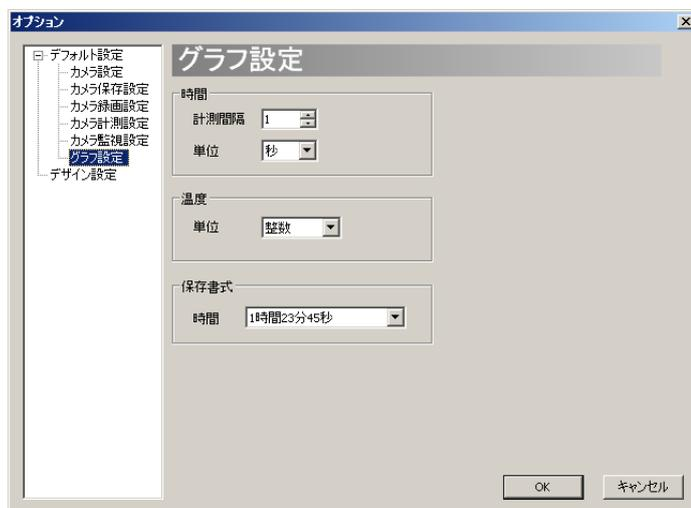 オプション
デフォルト設定
カメラ設定
カメラ保存設定
カメラ録画設定
カメラ計測設定
カメラ監視設定
グラフ設定
デザイン設定
グラフ設定
時間
計測間隔 1
単位 秒
温度
単位 整数
保存書式
時間 1時間23分45秒
OK キャンセル